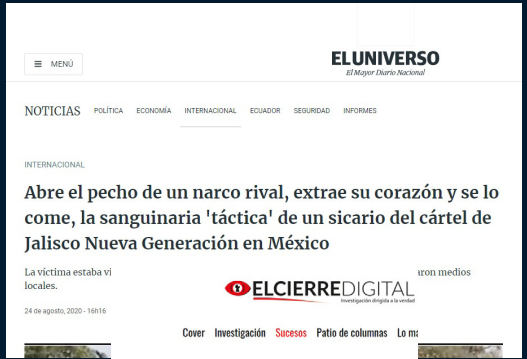 MENÚ
ELUNIVERSO
El Mayor Diario Nacional
NOTICIAS POLÍTICA ECONOMÍA INTERNACIONAL ECUADOR SEGURIDAD INFORMES
INTERNACIONAL
Abre el pecho de un narco rival, extrae su corazón y se lo
come, la sanguinaria 'táctica' de un sicario del cártel de
Jalisco Nueva Generación en México
La víctima estaba vi
aron medios
locales.
ELCIERREDIGITAL
Investigación dirigida a la verdad
24 de agosto, 2020 - 16h16
Cover Investigación Sucesos Patio de columnas Lo m